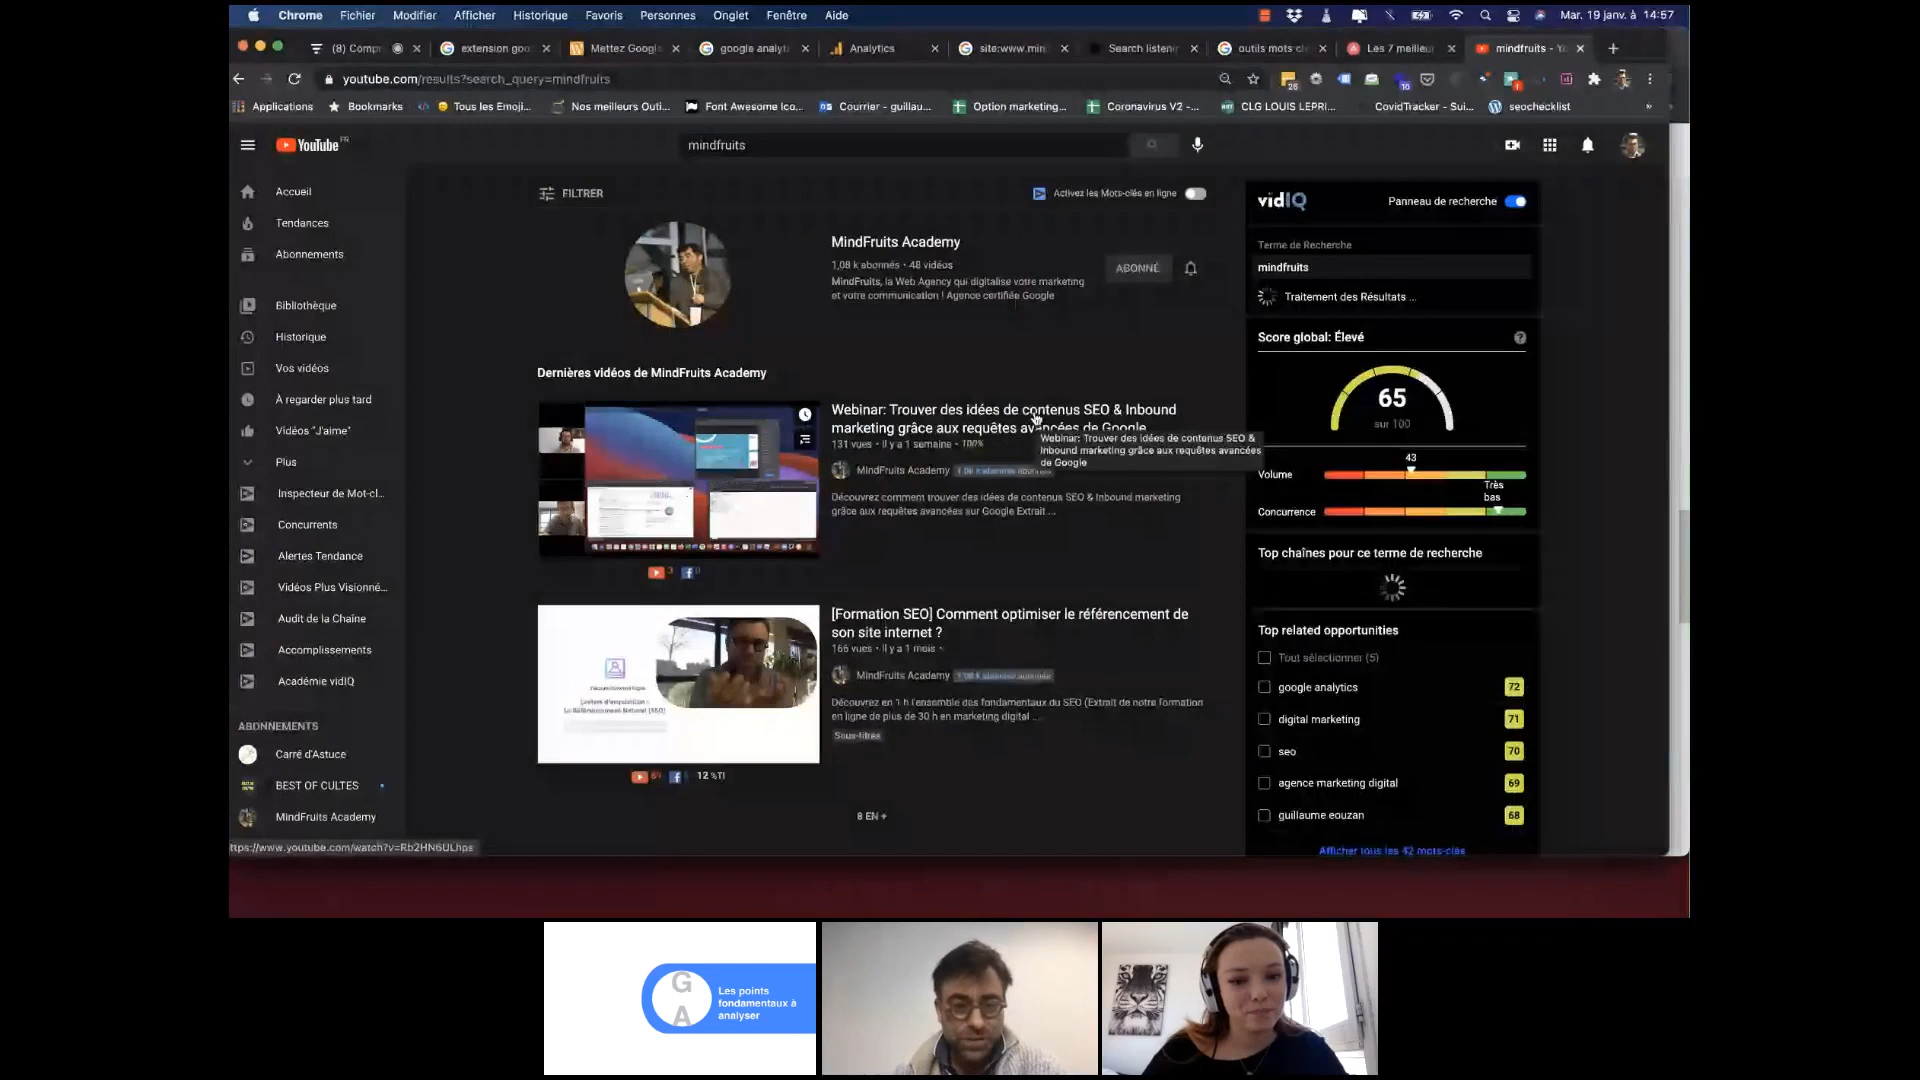 Chrome Fichier Modifier Afficher Historique Favoris Personnes Onglet Fenêtre Aide
Mar. 19 janv. à 14:57
(8) Comp
extension goo
Mettez Google
google analyt
Analytics
site:www.min
Search listener
outils mots cl
Les 7 meilleur
mindfruits - Yo
youtube.com/results?search_query=mindfruits
Applications
Bookmarks
Tous les Emoji...
Nos meilleurs Outi...
Font Awesome Ico...
Courrier - guillau...
Option marketing...
Coronavirus V2 -...
CLG LOUIS LEPRI...
CovidTracker - Sui...
seochecklist
»
YouTube FR
mindfruits
Accueil
Tendances
Abonnements
Bibliothèque
Historique
Vos vidéos
À regarder plus tard
Vidéos "J'aime"
Plus
Inspecteur de Mot-cl...
Concurrents
Alertes Tendance
Vidéos Plus Visionné...
Audit de la Chaîne
Accomplissements
Académie vidIQ
ABONNEMENTS
Carré d'Astuce
BEST OF CULTES
MindFruits Academy
ttps://www.youtube.com/watch?v=Rb2HN6ULhps
FILTRER
Activez les Mots-clés en ligne
MindFruits Academy
1,08 k abonnés • 48 vidéos
MindFruits, la Web Agency qui digitalise votre marketing
et votre communication ! Agence certifiée Google
ABONNÉ
Dernières vidéos de MindFruits Academy
Webinar: Trouver des idées de contenus SEO & Inbound
marketing grâce aux requêtes avancées de Google
131 vues • il y a 1 semaine • 100%
Webinar: Trouver des idées de contenus SEO &
Inbound marketing grâce aux requêtes avancées
de Google
MindFruits Academy
Découvrez comment trouver des idées de contenus SEO & Inbound marketing
grâce aux requêtes avancées sur Google Extrait ...
3 0
[Formation SEO] Comment optimiser le référencement de
son site internet ?
166 vues • il y a 1 mois •
MindFruits Academy
Découvrez en 1 h l'ensemble des fondamentaux du SEO (Extrait de notre formation
en ligne de plus de 30 h en marketing digital ...
Sous-titres
12 %TI
8 EN +
vidIQ
Panneau de recherche
Terme de Recherche
mindfruits
Traitement des Résultats ...
Score global: Élevé
65
sur 100
43
Volume
Très
bas
Concurrence
Top chaînes pour ce terme de recherche
Top related opportunities
Tout sélectionner (5)
google analytics 72
digital marketing 71
seo 70
agence marketing digital 69
guillaume eouzan 68
Afficher tous les 42 mots-clés
G
A
Les points
fondamentaux à
analyser